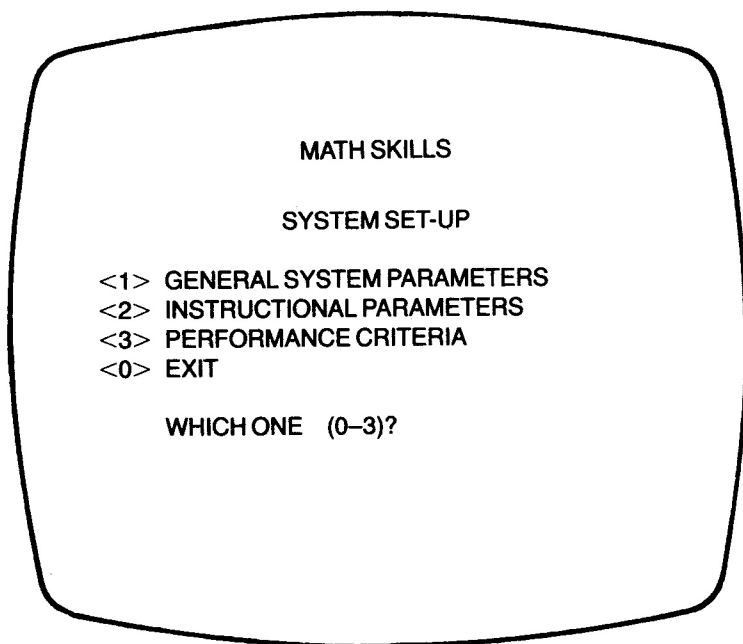 MATH SKILLS
SYSTEM SET-UP
<1> GENERAL SYSTEM PARAMETERS
<2> INSTRUCTIONAL PARAMETERS
<3> PERFORMANCE CRITERIA
<0> EXIT
WHICH ONE (0–3)?